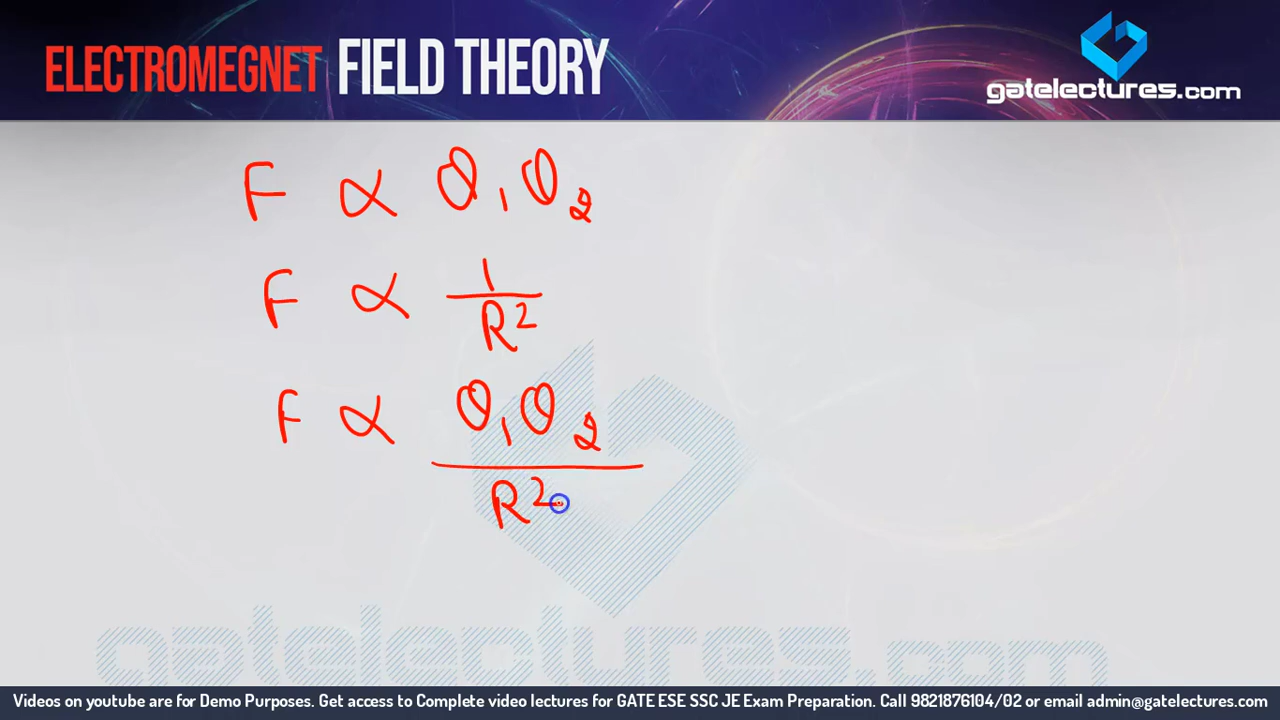 ELECTROMEGNET FIELD THEORY
gatelectures.com
F ∝ Q₁Q₂
F ∝ 1/R²
F ∝ Q₁Q₂/R²
gatelectures.com
Videos on youtube are for Demo Purposes. Get access to Complete video lectures for GATE ESE SSC JE Exam Preparation. Call 9821876104/02 or email admin@gatelectures.com